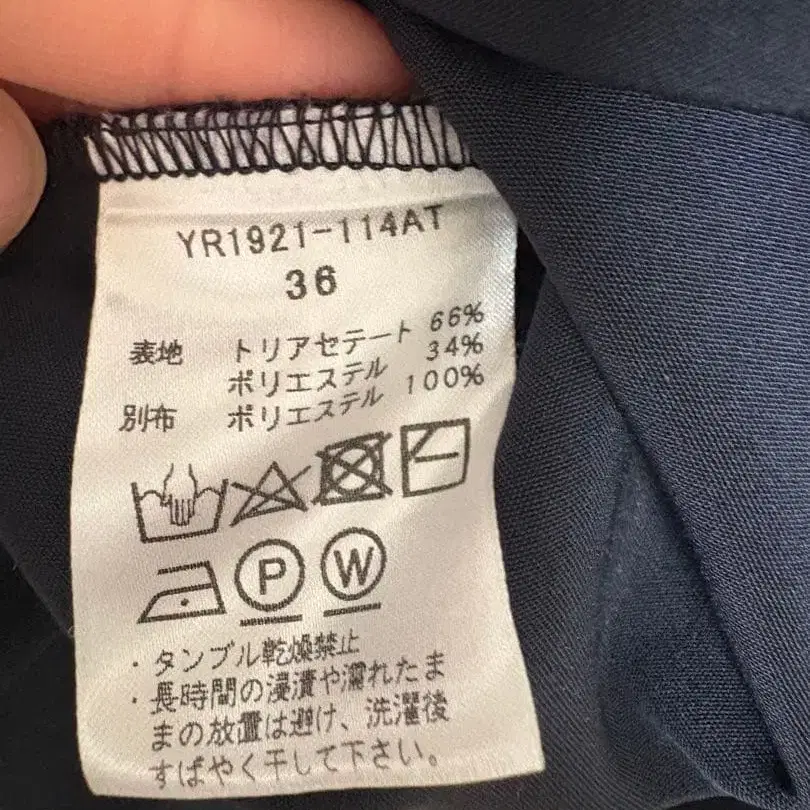 YR1921-114AT
36
表地 トリアセテート 66%
ポリエステル 34%
別布 ポリエステル 100%
P W
・タンブル乾燥禁止
・長時間の浸漬や濡れたま
まの放置は避け、洗濯後
すばやく干して下さい。